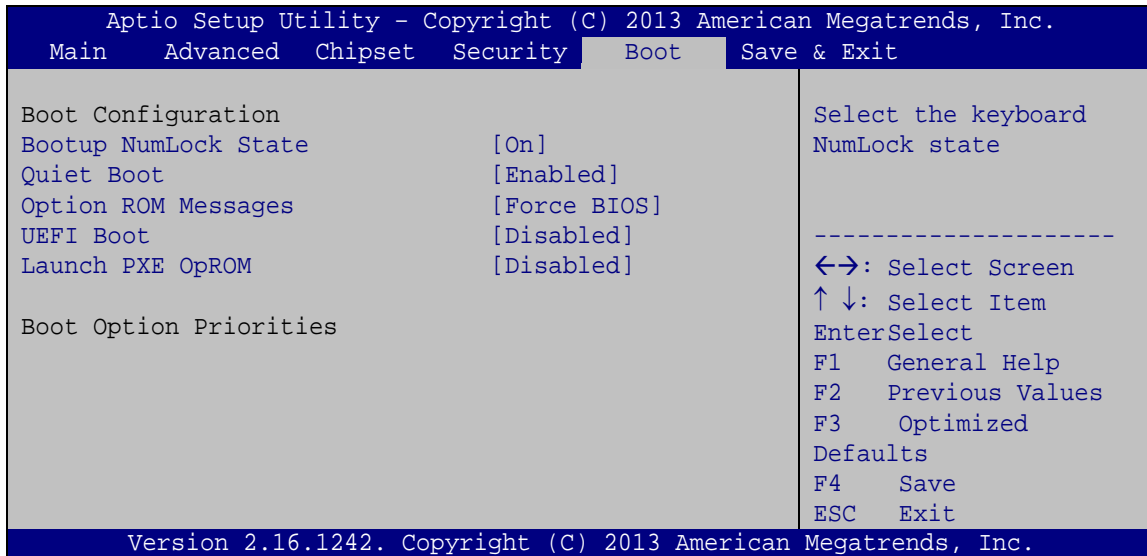 Aptio Setup Utility – Copyright (C) 2013 American Megatrends, Inc.
Main Advanced Chipset Security Boot Save & Exit
Boot Configuration
Bootup NumLock State [On]
Quiet Boot [Enabled]
Option ROM Messages [Force BIOS]
UEFI Boot [Disabled]
Launch PXE OpROM [Disabled]
Boot Option Priorities
Select the keyboard
NumLock state
---------------------
←→: Select Screen
↑ ↓: Select Item
EnterSelect
F1 General Help
F2 Previous Values
F3 Optimized
Defaults
F4 Save
ESC Exit
Version 2.16.1242. Copyright (C) 2013 American Megatrends, Inc.